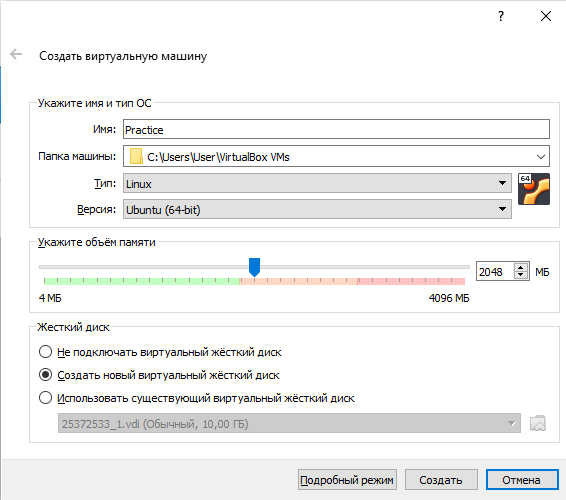 ?
Создать виртуальную машину
Укажите имя и тип ОС
Имя: Practice
Папка машины: C:\Users\User\VirtualBox VMs
Тип: Linux
64
Версия: Ubuntu (64-bit)
Укажите объём памяти
2048 МБ
4 МБ 4096 МБ
Жесткий диск
Не подключать виртуальный жёсткий диск
Создать новый виртуальный жёсткий диск
Использовать существующий виртуальный жёсткий диск
25372533_1.vdi (Обычный, 10,00 ГБ)
Подробный режим Создать Отмена